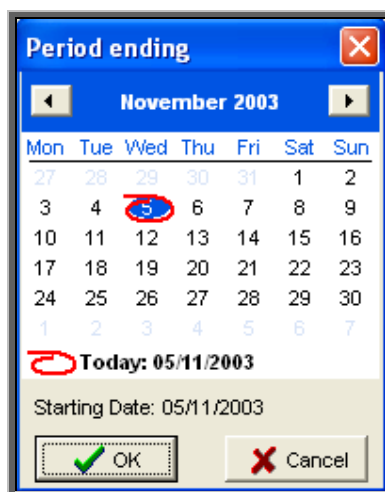 Period ending
November 2003
Mon Tue Wed Thu Fri Sat Sun
27 28 29 30 31 1 2
3 4 5 6 7 8 9
10 11 12 13 14 15 16
17 18 19 20 21 22 23
24 25 26 27 28 29 30
1 2 3 4 5 6 7
Today: 05/11/2003
Starting Date: 05/11/2003
OK Cancel